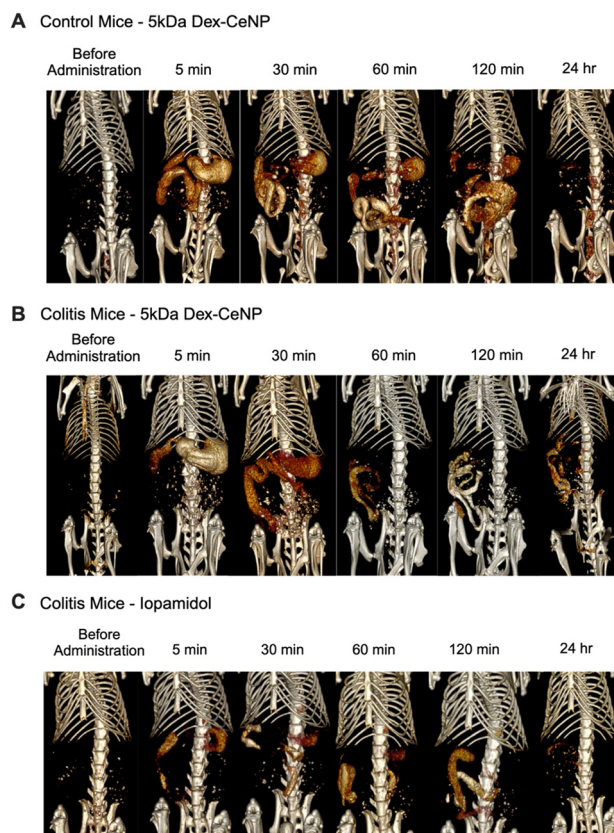 A Control Mice - 5kDa Dex-CeNP
Before
Administration
5 min
30 min
60 min
120 min
24 hr
B Colitis Mice - 5kDa Dex-CeNP
Before
Administration
5 min
30 min
60 min
120 min
24 hr
C Colitis Mice - Iopamidol
Before
Administration
5 min
30 min
60 min
120 min
24 hr